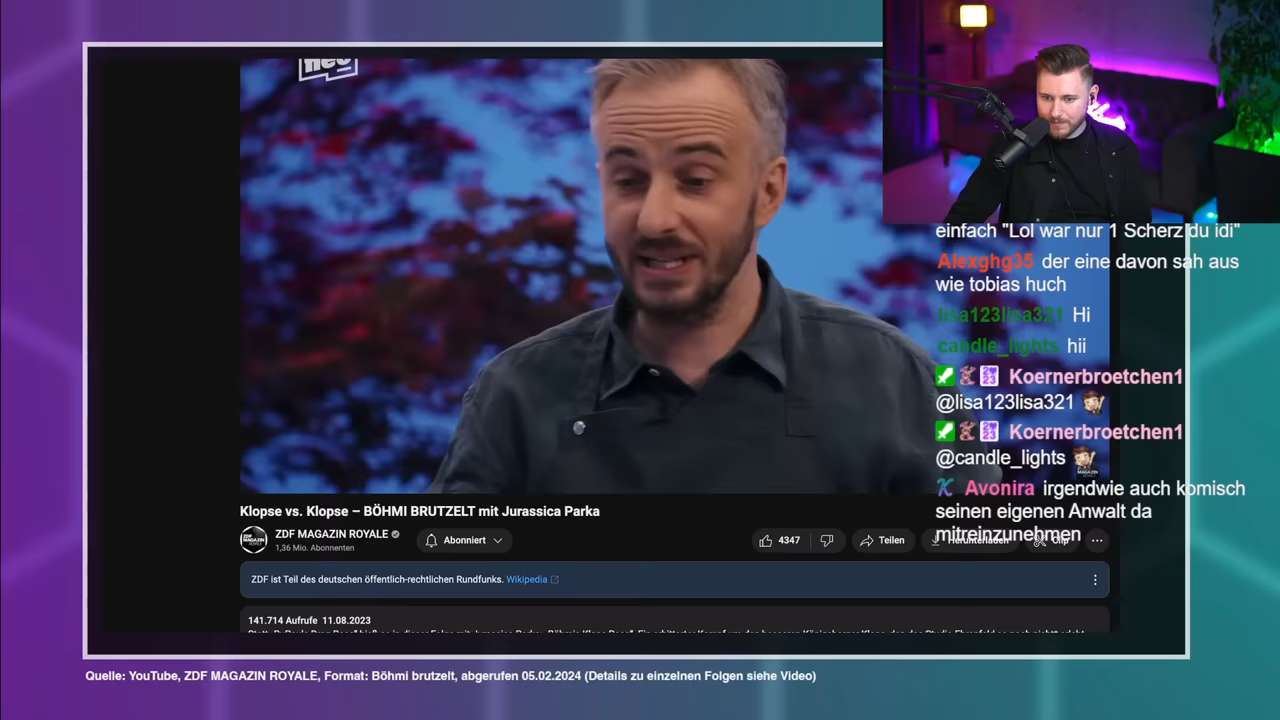 neo
einfach "Lol war nur 1 Scherz du idi"
Alexghg35 der eine davon sah aus
wie tobias huch
lisa123lisa321 Hi
candle_lights hii
Koernerbroetchen1
@lisa123lisa321
Koernerbroetchen1
@candle_lights
MAGAZIN
Avonira irgendwie auch komisch
seinen eigenen Anwalt da
mitreinzunehmen
Klopse vs. Klopse – BÖHMI BRUTZELT mit Jurassica Parka
ZDF MAGAZIN ROYALE
1,36 Mio. Abonnenten
Abonniert
4347
Teilen
Herunterladen
Clip
ZDF ist Teil des deutschen öffentlich-rechtlichen Rundfunks. Wikipedia
141.714 Aufrufe 11.08.2023
Quelle: YouTube, ZDF MAGAZIN ROYALE, Format: Böhmi brutzelt, abgerufen 05.02.2024 (Details zu einzelnen Folgen siehe Video)